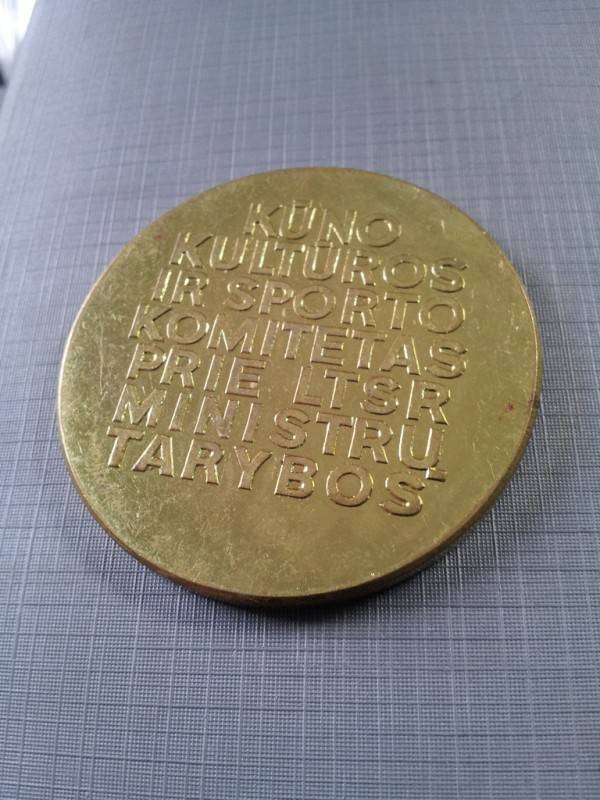 KŪNO
KULTŪROS
IR SPORTO
KOMITETAS
PRIE LTSR
MINISTRŲ
TARYBOS